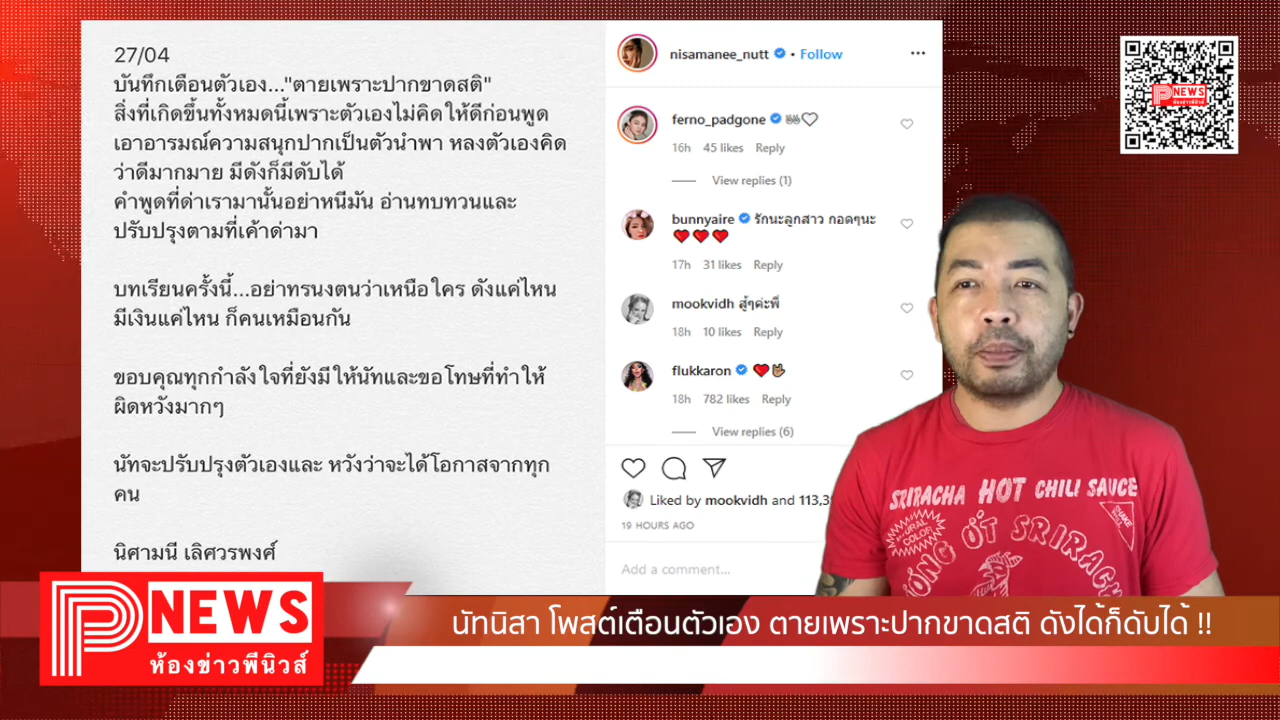 27/04
บันทึกเตือนตัวเอง..."ตายเพราะปากขาดสติ"
สิ่งที่เกิดขึ้นทั้งหมดนี้เพราะตัวเองไม่คิดให้ดีก่อนพูด
เอาอารมณ์ความสนุกปากเป็นตัวนำพา หลงตัวเองคิด
ว่าดีมากมาย มีดังก็มีดับได้
คำพูดที่ด่าเรามานั้นอย่าหนีมัน อ่านทบทวนและ
ปรับปรุงตามที่เค้าด่ามา
บทเรียนครั้งนี้...อย่าทรนงตนว่าเหนือใคร ดังแค่ไหน
มีเงินแค่ไหน ก็คนเหมือนกัน
ขอบคุณทุกกำลังใจที่ยังมีให้นัทและขอโทษที่ทำให้
ผิดหวังมากๆ
นัทจะปรับปรุงตัวเองและ หวังว่าจะได้โอกาสจากทุก
คน
นิศามนี เลิศวรพงศ์
nisamanee_nutt • Follow
ferno_padgone
16h 45 likes Reply
View replies (1)
bunnyaire รักนะลูกสาว กอดๆนะ
17h 31 likes Reply
mookvidh สู้ๆค่ะพี่
18h 10 likes Reply
flukkaron
18h 782 likes Reply
View replies (6)
Liked by mookvidh and 113,3
19 HOURS AGO
Add a comment...
P NEWS
SRIRACHA HOT CHILI SAUCE
ỚT SRIRACH
P NEWS
ห้องข่าวพีนิวส์
นัทนิสา โพสต์เตือนตัวเอง ตายเพราะปากขาดสติ ดังได้ก็ดับได้ !!